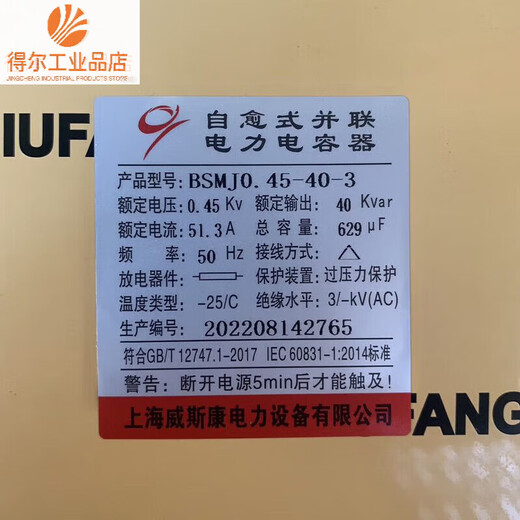 得尔工业品店
JINGCHENG INDUSTRIAL PRODUCTS STORE
IUFA
自愈式并联
电力电容器
产品型号:BSMJ0.45-40-3
额定电压:0.45Kv 额定输出:40 Kvar
额定电流:51.3A 总容量:629μF
频率:50 Hz 接线方式:△
放电器件: 保护装置:过压力保护
温度类型:-25/C 绝缘水平:3/-kV(AC)
生产编号:202208142765
符合GB/T 12747.1-2017 IEC 60831-1:2014标准
警告:断开电源5min后才能触及!
上海威斯康电力设备有限公司
FANG